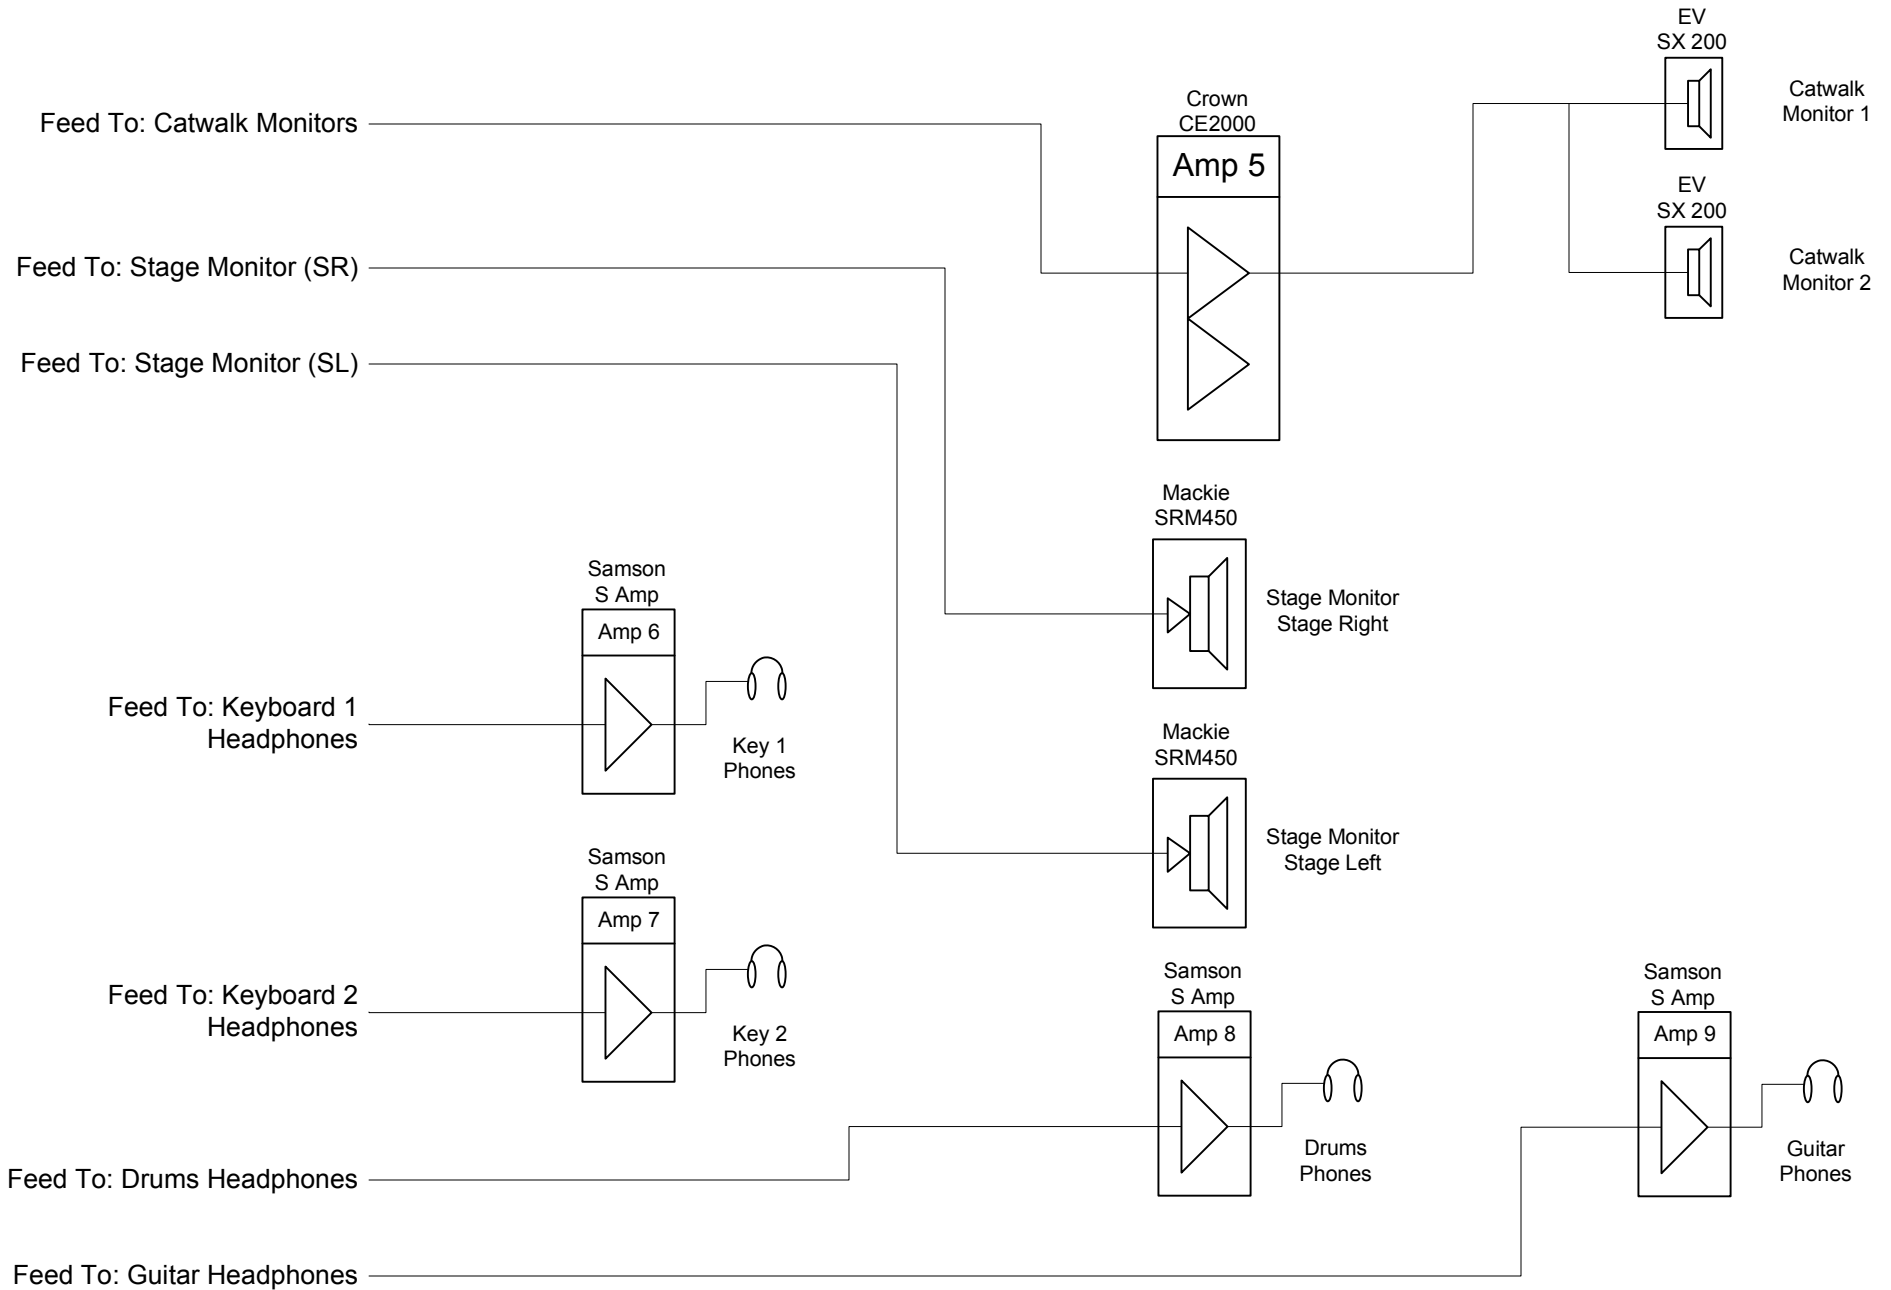 EV
SX 200
Catwalk
Monitor 1
Feed To: Catwalk Monitors
Crown
CE2000
Amp 5
EV
SX 200
Catwalk
Monitor 2
Feed To: Stage Monitor (SR)
Feed To: Stage Monitor (SL)
Mackie
SRM450
Stage Monitor
Stage Right
Samson
S Amp
Amp 6
Feed To: Keyboard 1
Headphones
Key 1
Phones
Mackie
SRM450
Stage Monitor
Stage Left
Samson
S Amp
Amp 7
Feed To: Keyboard 2
Headphones
Key 2
Phones
Samson
S Amp
Amp 8
Drums
Phones
Samson
S Amp
Amp 9
Guitar
Phones
Feed To: Drums Headphones
Feed To: Guitar Headphones